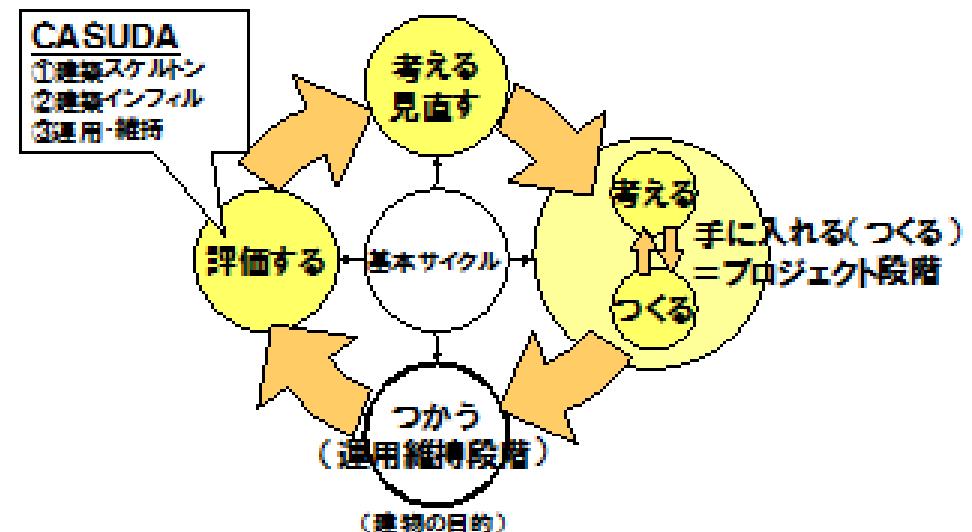 CASUDA
①建築スケルトン
②建築インフィル
③運用・維持
考える
見直す
考える
手に入れる(つくる)
＝プロジェクト段階
つくる
評価する
基本サイクル
つかう
(運用維持段階)
(建物の目的)